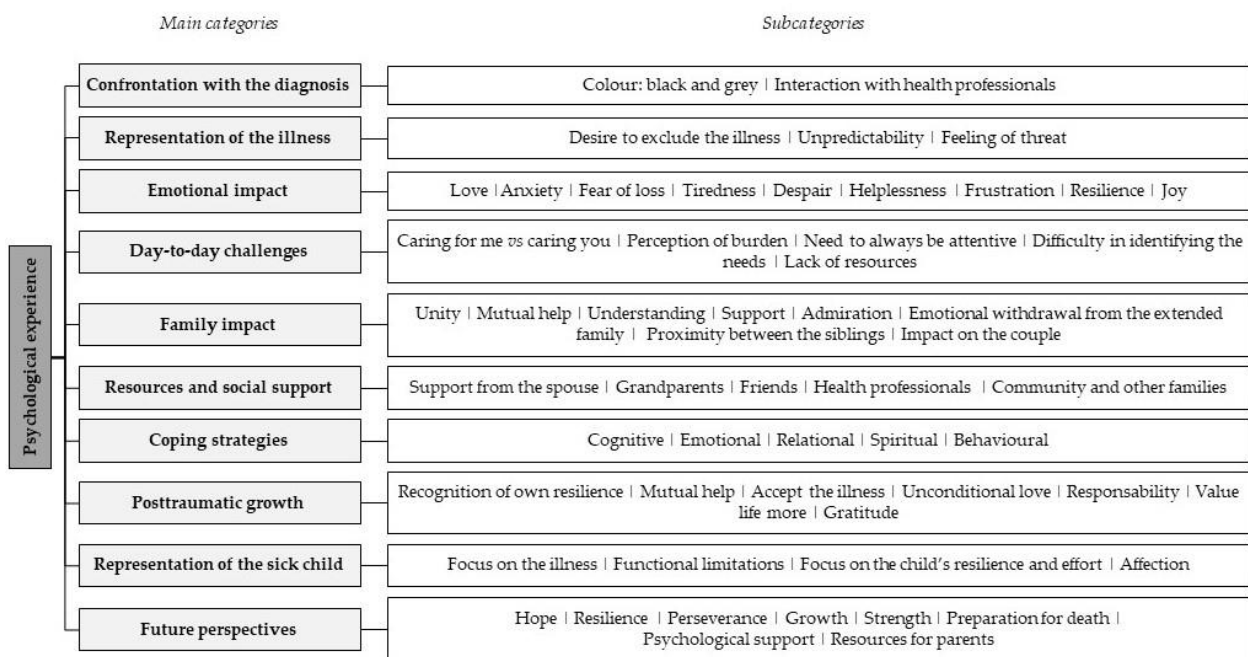 Main categories
Subcategories
Psychological experience
Confrontation with the diagnosis
Colour: black and grey | Interaction with health professionals
Representation of the illness
Desire to exclude the illness | Unpredictability | Feeling of threat
Emotional impact
Love | Anxiety | Fear of loss | Tiredness | Despair | Helplessness | Frustration | Resilience | Joy
Day-to-day challenges
Caring for me vs caring you | Perception of burden | Need to always be attentive | Difficulty in identifying the
needs | Lack of resources
Family impact
Unity | Mutual help | Understanding | Support | Admiration | Emotional withdrawal from the extended
family | Proximity between the siblings | Impact on the couple
Resources and social support
Support from the spouse | Grandparents | Friends | Health professionals | Community and other families
Coping strategies
Cognitive | Emotional | Relational | Spiritual | Behavioural
Posttraumatic growth
Recognition of own resilience | Mutual help | Accept the illness | Unconditional love | Responsability | Value
life more | Gratitude
Representation of the sick child
Focus on the illness | Functional limitations | Focus on the child's resilience and effort | Affection
Future perspectives
Hope | Resilience | Perseverance | Growth | Strength | Preparation for death |
Psychological support | Resources for parents